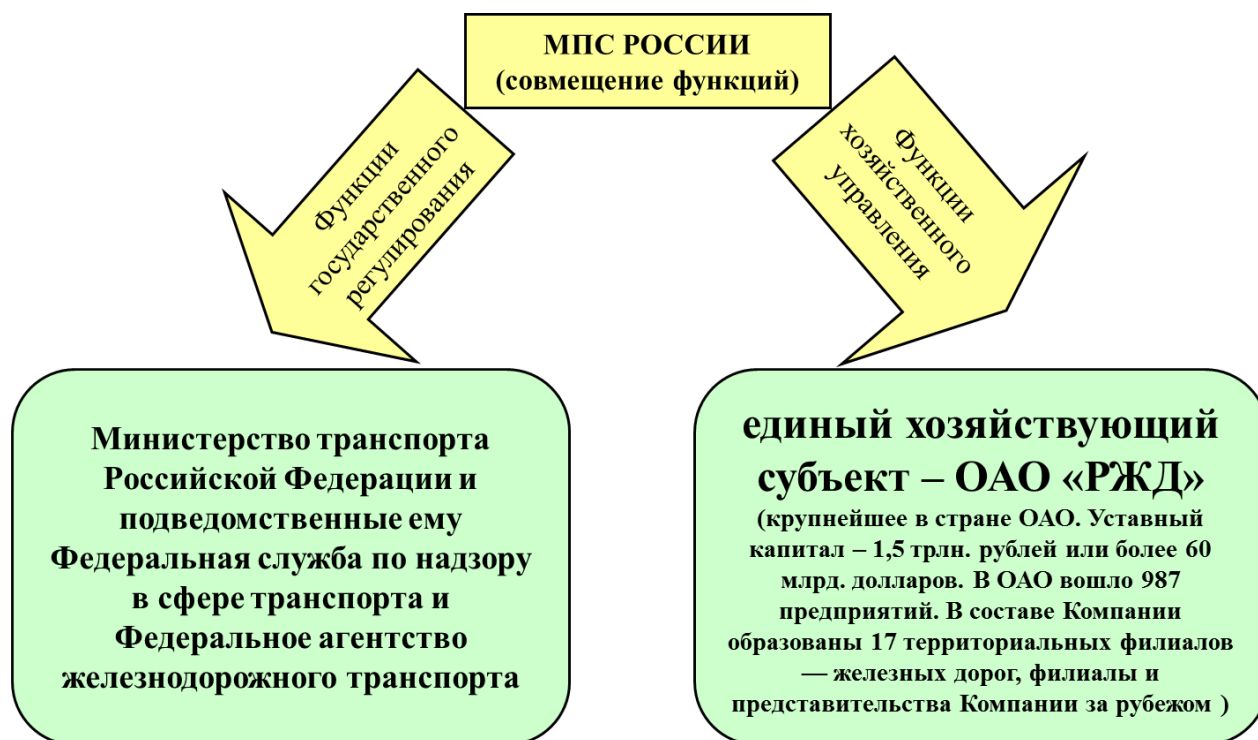 МПС РОССИИ
(совмещение функций)
Функции
государственного
регулирования
Функции
хозяйственного
управления
Министерство транспорта
Российской Федерации и
подведомственные ему
Федеральная служба по надзору
в сфере транспорта и
Федеральное агентство
железнодорожного транспорта
единый хозяйствующий
субъект – ОАО «РЖД»
(крупнейшее в стране ОАО. Уставный
капитал – 1,5 трлн. рублей или более 60
млрд. долларов. В ОАО вошло 987
предприятий. В составе Компании
образованы 17 территориальных филиалов
— железных дорог, филиалы и
представительства Компании за рубежом )